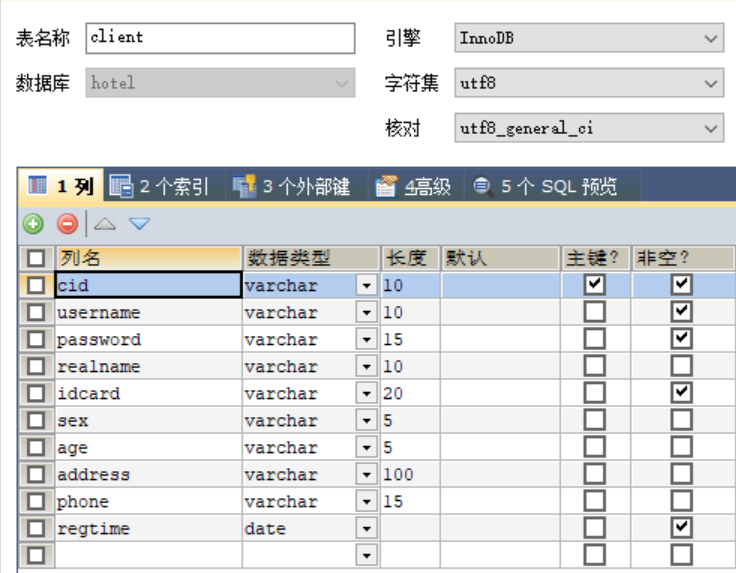 表名称 client 引擎 InnoDB
数据库 hotel 字符集 utf8
核对 utf8_general_ci
1 列 2 个索引 3 个外部键 4高级 5 个 SQL 预览
列名 数据类型 长度 默认 主键? 非空?
cid varchar 10
username varchar 10
password varchar 15
realname varchar 10
idcard varchar 20
sex varchar 5
age varchar 5
address varchar 100
phone varchar 15
regtime date